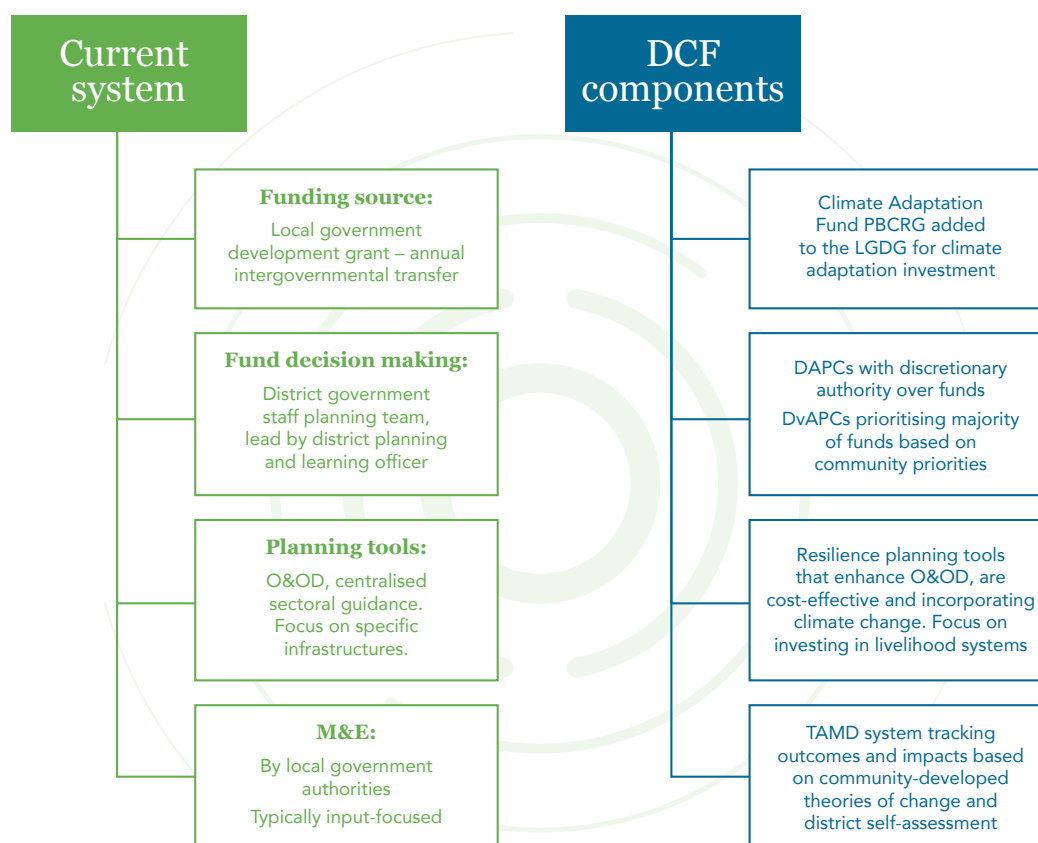 Current
system
Funding source:
Local government
development grant – annual
intergovernmental transfer
Fund decision making:
District government
staff planning team,
lead by district planning
and learning officer
Planning tools:
O&OD, centralised
sectoral guidance.
Focus on specific
infrastructures.
M&E:
By local government
authorities
Typically input-focused
DCF
components
Climate Adaptation
Fund PBCRG added
to the LGDG for climate
adaptation investment
DAPCs with discretionary
authority over funds
DvAPCs prioritising majority
of funds based on
community priorities
Resilience planning tools
that enhance O&OD, are
cost-effective and incorporating
climate change. Focus on
investing in livelihood systems
TAMD system tracking
outcomes and impacts based
on community-developed
theories of change and
district self-assessment